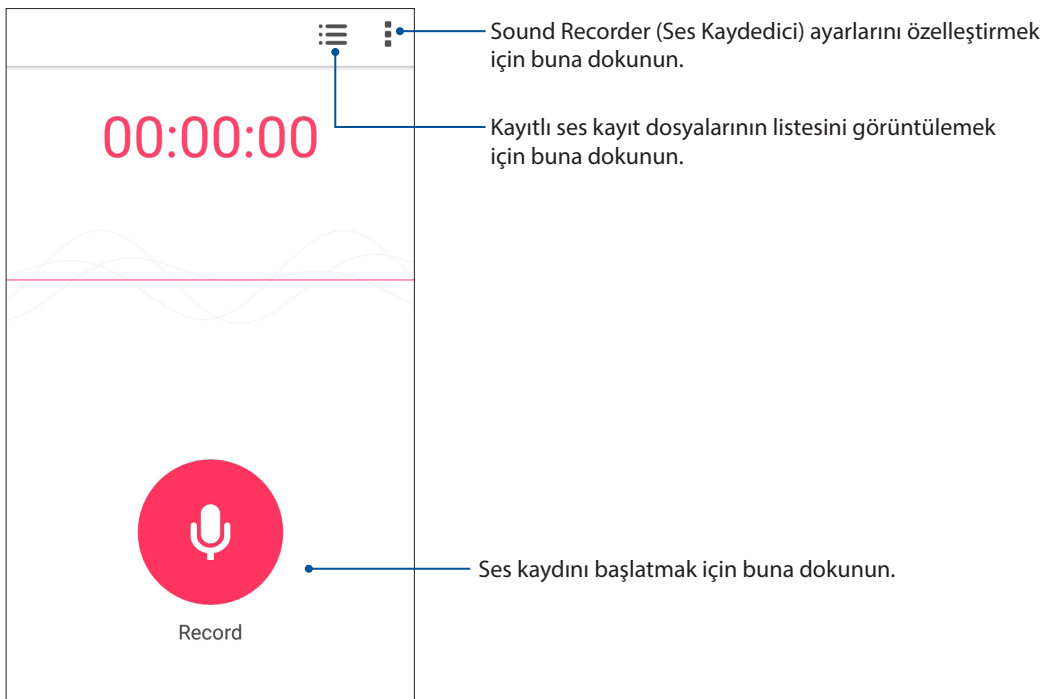 Sound Recorder (Ses Kaydedici) ayarlarını özelleştirmek
için buna dokunun.
Kayıtlı ses kayıt dosyalarının listesini görüntülemek
için buna dokunun.
00:00:00
Ses kaydını başlatmak için buna dokunun.
Record